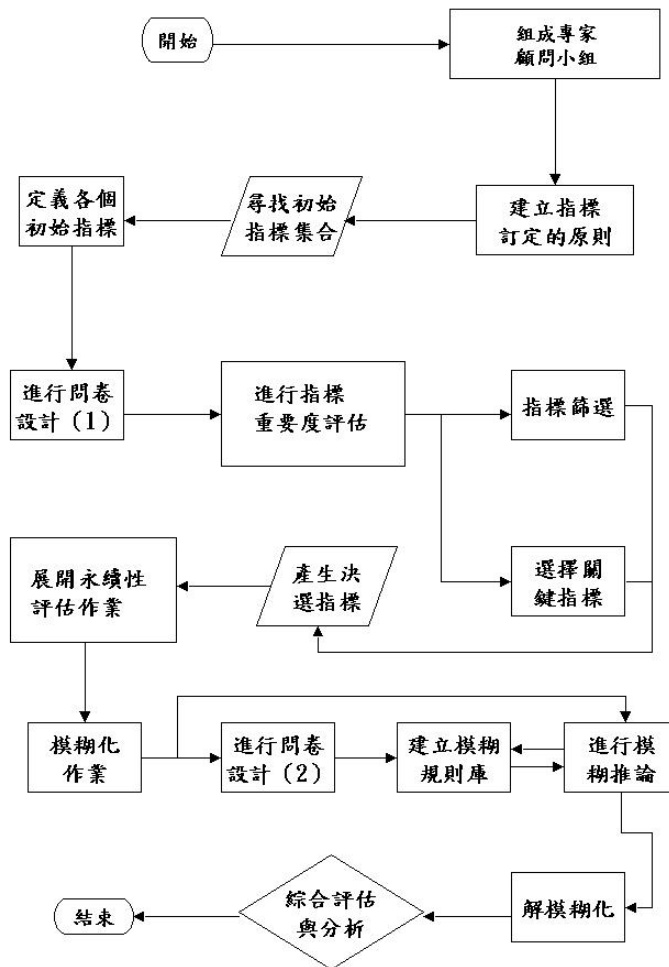 開始
組成專家
顧問小組
定義各個
初始指標
尋找初始
指標集合
建立指標
訂定的原則
進行問卷
設計(1)
進行指標
重要度評估
指標篩選
展開永續性
評估作業
產生決
選指標
選擇關
鍵指標
模糊化
作業
進行問卷
設計(2)
建立模糊
規則庫
進行模
糊推論
結束
綜合評估
與分析
解模糊化